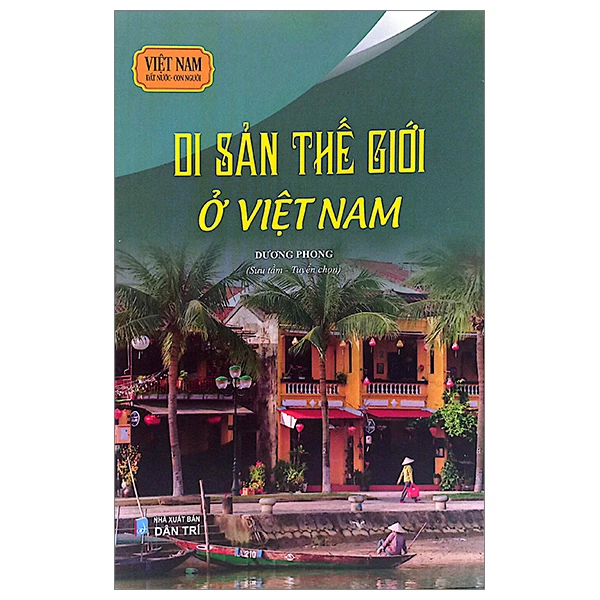 VIỆT NAM
ĐẤT NƯỚC - CON NGƯỜI
DI SẢN THẾ GIỚI
Ở VIỆT NAM
DƯƠNG PHONG
(Sưu tầm - Tuyển chọn)
NHÀ XUẤT BẢN
DÂN TRÍ